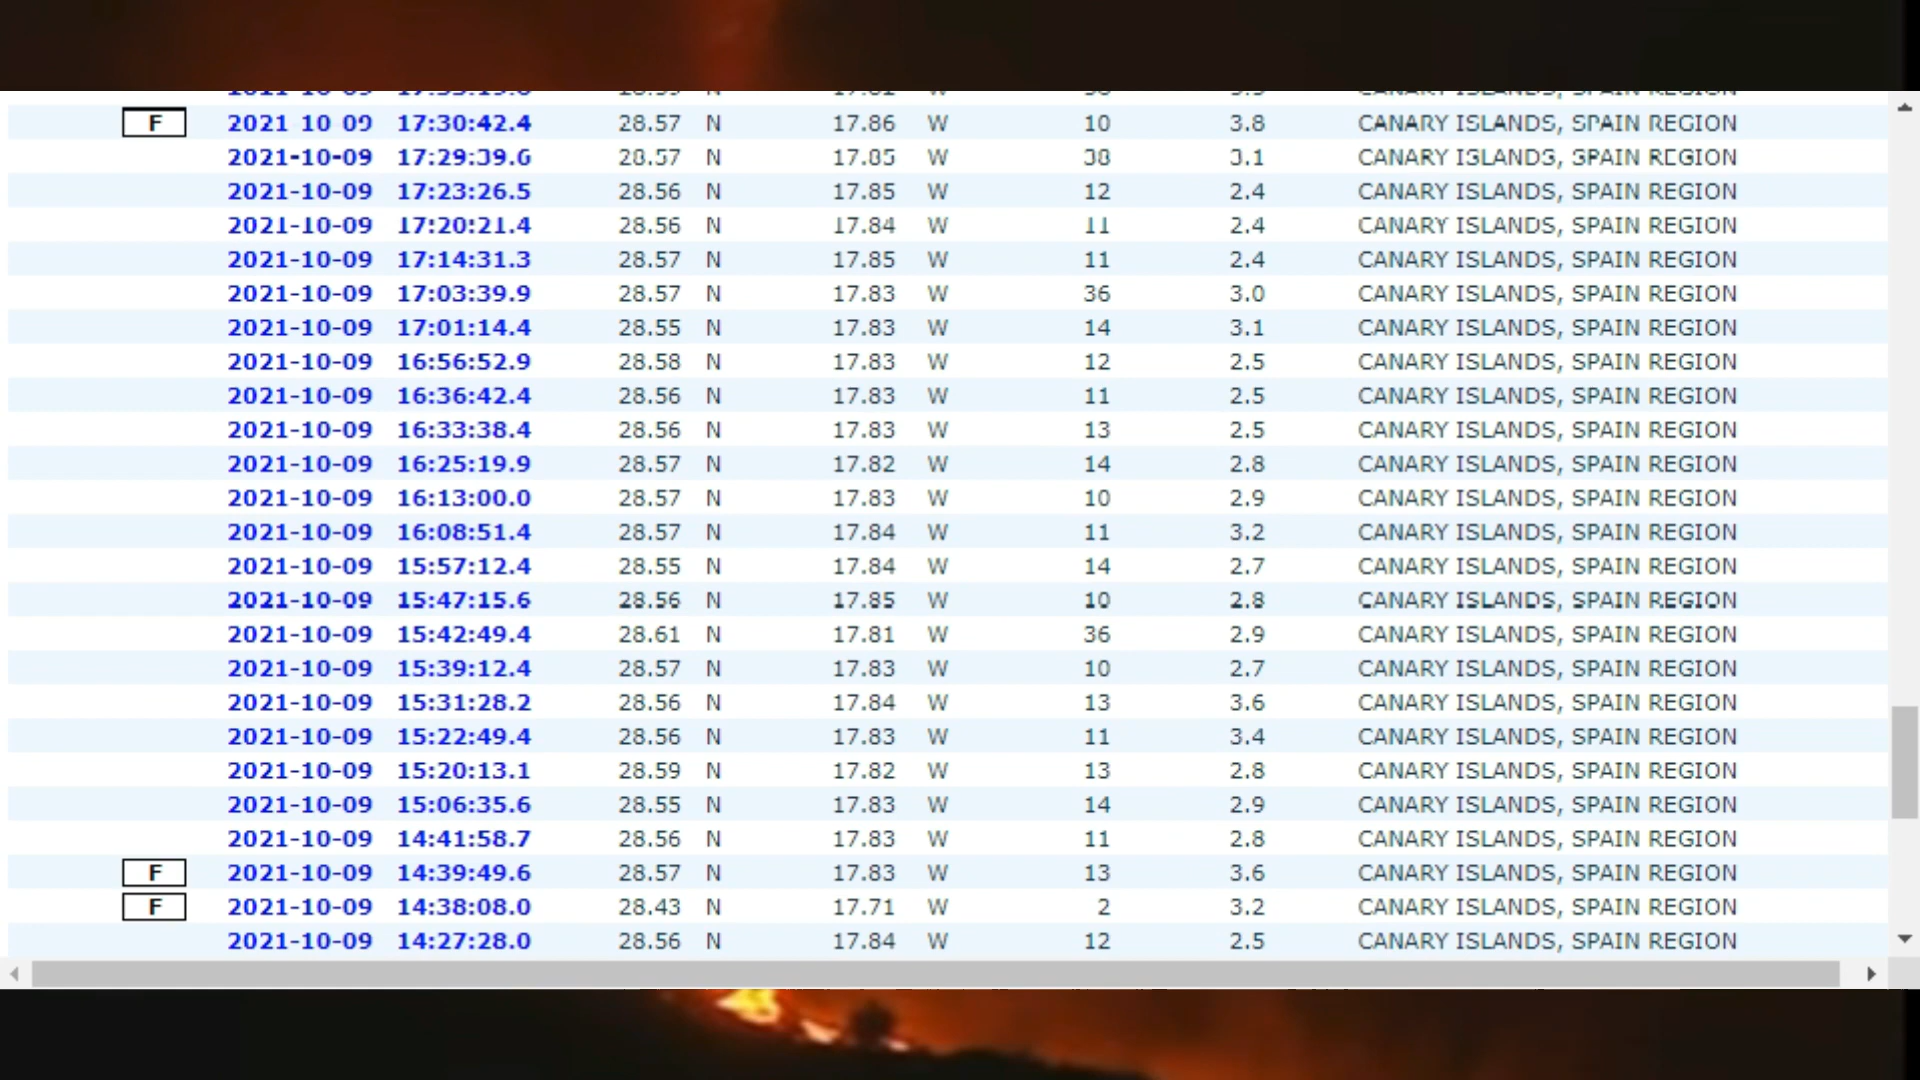 F 2021-10-09 17:30:42.4 28.57 N 17.86 W 10 3.8 CANARY ISLANDS, SPAIN REGION
2021-10-09 17:29:39.6 28.57 N 17.85 W 38 3.1 CANARY ISLANDS, SPAIN REGION
2021-10-09 17:23:26.5 28.56 N 17.85 W 12 2.4 CANARY ISLANDS, SPAIN REGION
2021-10-09 17:20:21.4 28.56 N 17.84 W 11 2.4 CANARY ISLANDS, SPAIN REGION
2021-10-09 17:14:31.3 28.57 N 17.85 W 11 2.4 CANARY ISLANDS, SPAIN REGION
2021-10-09 17:03:39.9 28.57 N 17.83 W 36 3.0 CANARY ISLANDS, SPAIN REGION
2021-10-09 17:01:14.4 28.55 N 17.83 W 14 3.1 CANARY ISLANDS, SPAIN REGION
2021-10-09 16:56:52.9 28.58 N 17.83 W 12 2.5 CANARY ISLANDS, SPAIN REGION
2021-10-09 16:36:42.4 28.56 N 17.83 W 11 2.5 CANARY ISLANDS, SPAIN REGION
2021-10-09 16:33:38.4 28.56 N 17.83 W 13 2.5 CANARY ISLANDS, SPAIN REGION
2021-10-09 16:25:19.9 28.57 N 17.82 W 14 2.8 CANARY ISLANDS, SPAIN REGION
2021-10-09 16:13:00.0 28.57 N 17.83 W 10 2.9 CANARY ISLANDS, SPAIN REGION
2021-10-09 16:08:51.4 28.57 N 17.84 W 11 3.2 CANARY ISLANDS, SPAIN REGION
2021-10-09 15:57:12.4 28.55 N 17.84 W 14 2.7 CANARY ISLANDS, SPAIN REGION
2021-10-09 15:47:15.6 28.56 N 17.85 W 10 2.8 CANARY ISLANDS, SPAIN REGION
2021-10-09 15:42:49.4 28.61 N 17.81 W 36 2.9 CANARY ISLANDS, SPAIN REGION
2021-10-09 15:39:12.4 28.57 N 17.83 W 10 2.7 CANARY ISLANDS, SPAIN REGION
2021-10-09 15:31:28.2 28.56 N 17.84 W 13 3.6 CANARY ISLANDS, SPAIN REGION
2021-10-09 15:22:49.4 28.56 N 17.83 W 11 3.4 CANARY ISLANDS, SPAIN REGION
2021-10-09 15:20:13.1 28.59 N 17.82 W 13 2.8 CANARY ISLANDS, SPAIN REGION
2021-10-09 15:06:35.6 28.55 N 17.83 W 14 2.9 CANARY ISLANDS, SPAIN REGION
2021-10-09 14:41:58.7 28.56 N 17.83 W 11 2.8 CANARY ISLANDS, SPAIN REGION
F 2021-10-09 14:39:49.6 28.57 N 17.83 W 13 3.6 CANARY ISLANDS, SPAIN REGION
F 2021-10-09 14:38:08.0 28.43 N 17.71 W 2 3.2 CANARY ISLANDS, SPAIN REGION
2021-10-09 14:27:28.0 28.56 N 17.84 W 12 2.5 CANARY ISLANDS, SPAIN REGION